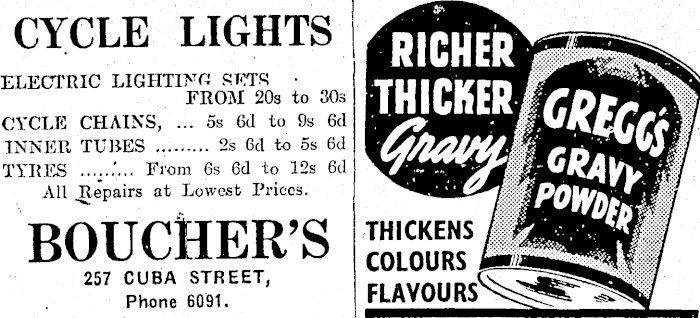 CYCLE LIGHTS
ELECTRIC LIGHTING SETS
FROM 20s to 30s
CYCLE CHAINS, ... 5s 6d to 9s 6d
INNER TUBES ......... 2s 6d to 5s 6d
TYRES ......... From 6s 6d to 12s 6d
All Repairs at Lowest Prices.
BOUCHER'S
257 CUBA STREET,
Phone 6091.
RICHER
THICKER
Gravy
GREGG'S
GRAVY
POWDER
THICKENS
COLOURS
FLAVOURS